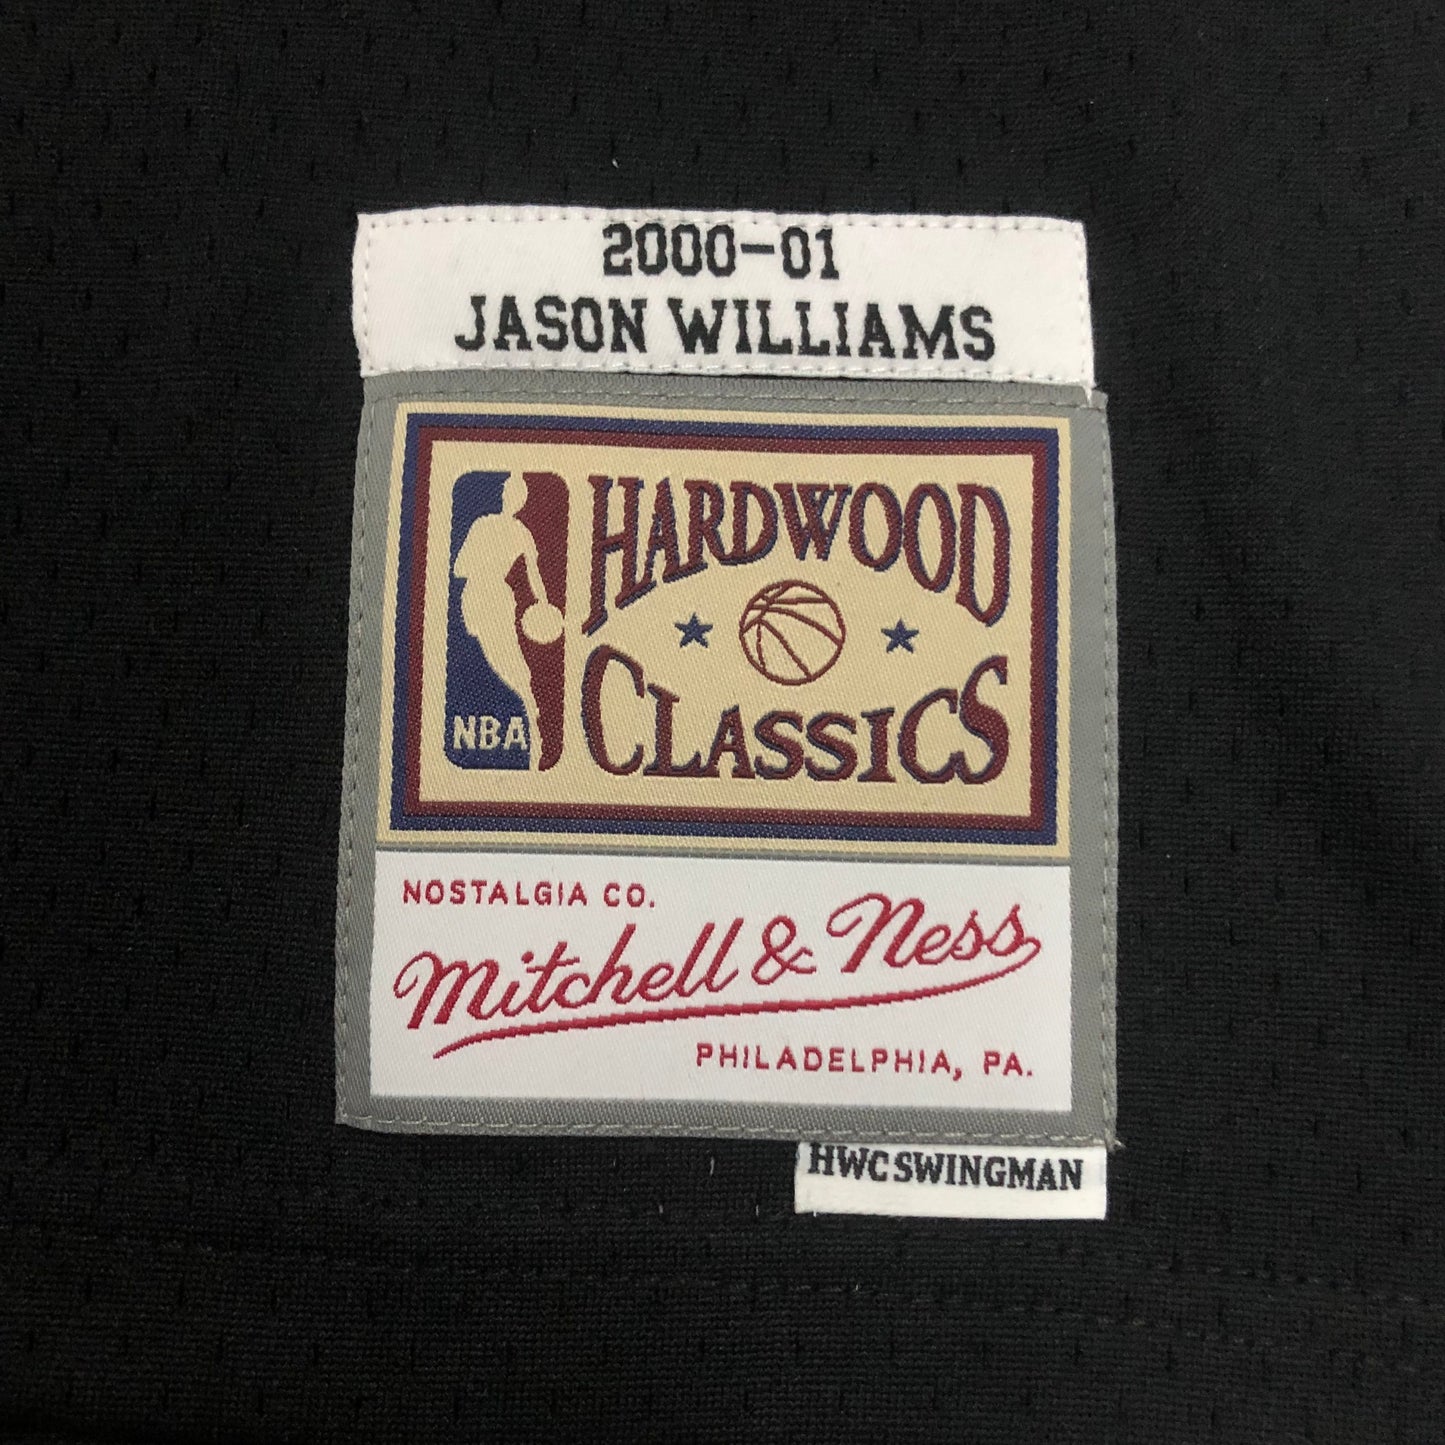 2000-01
JASON WILLIAMS
HARDWOOD
CLASSICS
NBA
NOSTALGIA CO.
Mitchell & Ness
PHILADELPHIA, PA.
HWC SWINGMAN